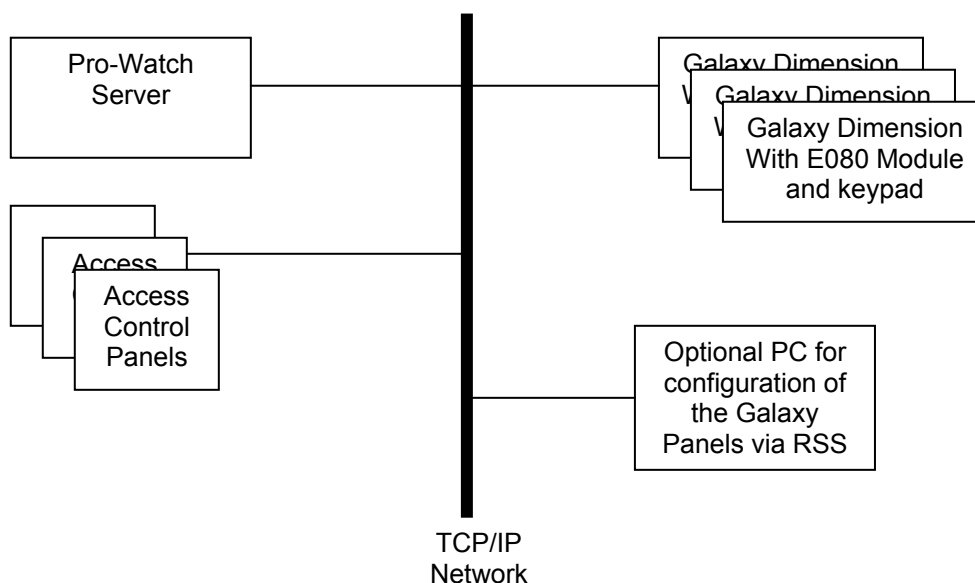 Pro-Watch
Server
Galaxy Dimension
Galaxy Dimension
Galaxy Dimension
With E080 Module
and keypad
Access
Access
Control
Panels
Optional PC for
configuration of
the Galaxy
Panels via RSS
TCP/IP
Network